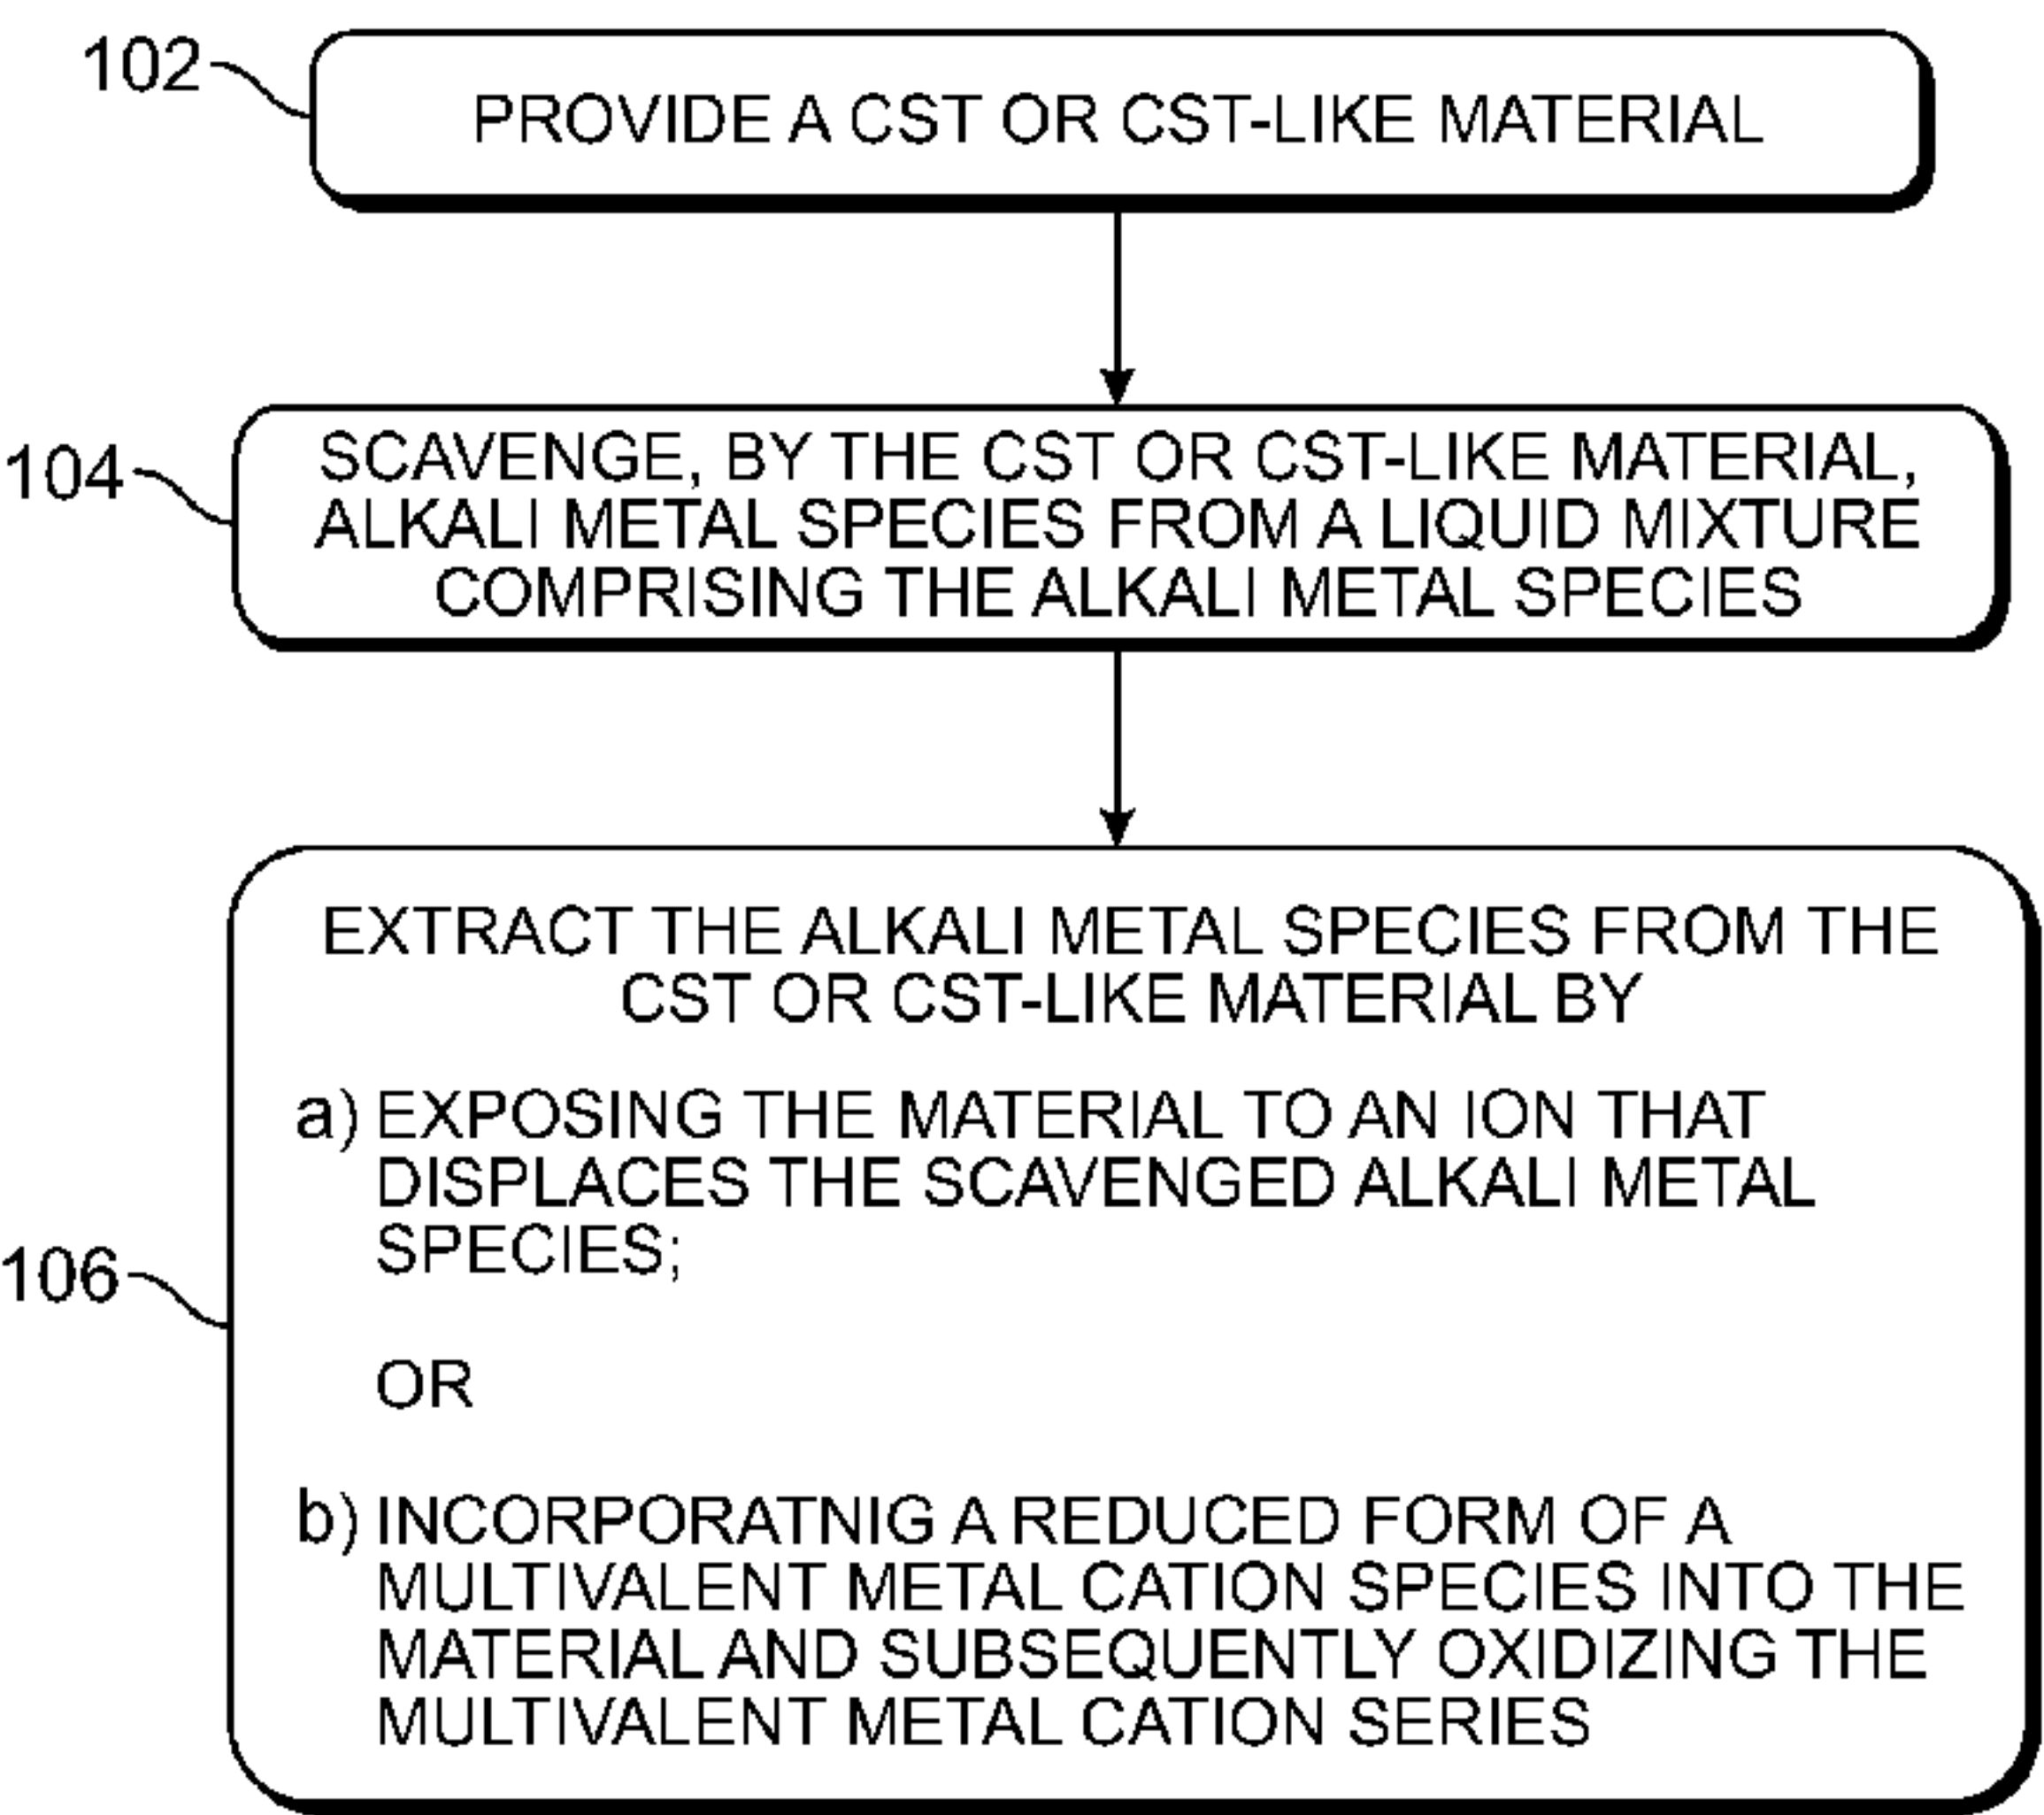 102
PROVIDE A CST OR CST-LIKE MATERIAL
104
SCAVENGE, BY THE CST OR CST-LIKE MATERIAL,
ALKALI METAL SPECIES FROM A LIQUID MIXTURE
COMPRISING THE ALKALI METAL SPECIES
106
EXTRACT THE ALKALI METAL SPECIES FROM THE
CST OR CST-LIKE MATERIAL BY
a) EXPOSING THE MATERIAL TO AN ION THAT
DISPLACES THE SCAVENGED ALKALI METAL
SPECIES;
OR
b) INCORPORATNIG A REDUCED FORM OF A
MULTIVALENT METAL CATION SPECIES INTO THE
MATERIAL AND SUBSEQUENTLY OXIDIZING THE
MULTIVALENT METAL CATION SERIES